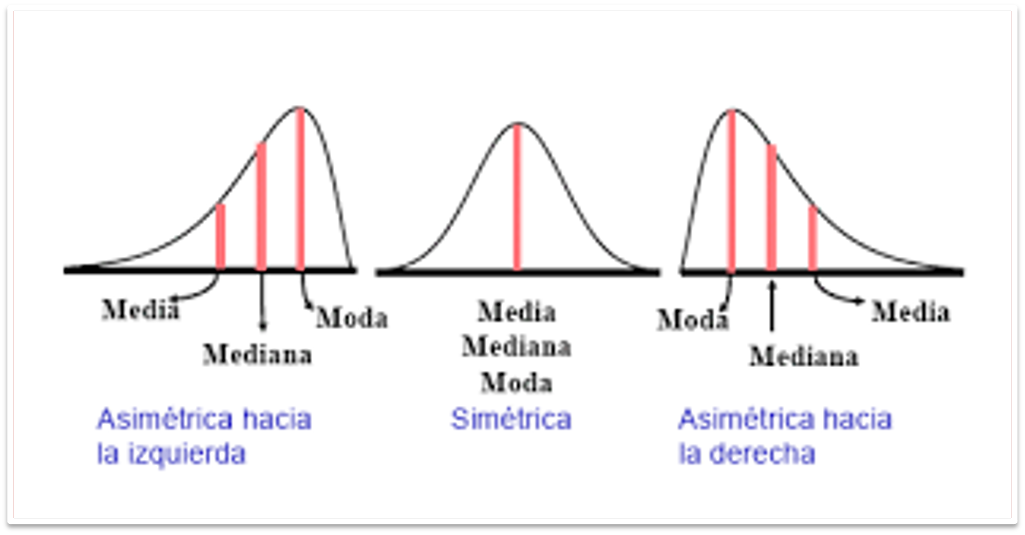 Media
Moda
Mediana
Asimétrica hacia
la izquierda
Media
Mediana
Moda
Simétrica
Moda
Media
Mediana
Asimétrica hacia
la derecha